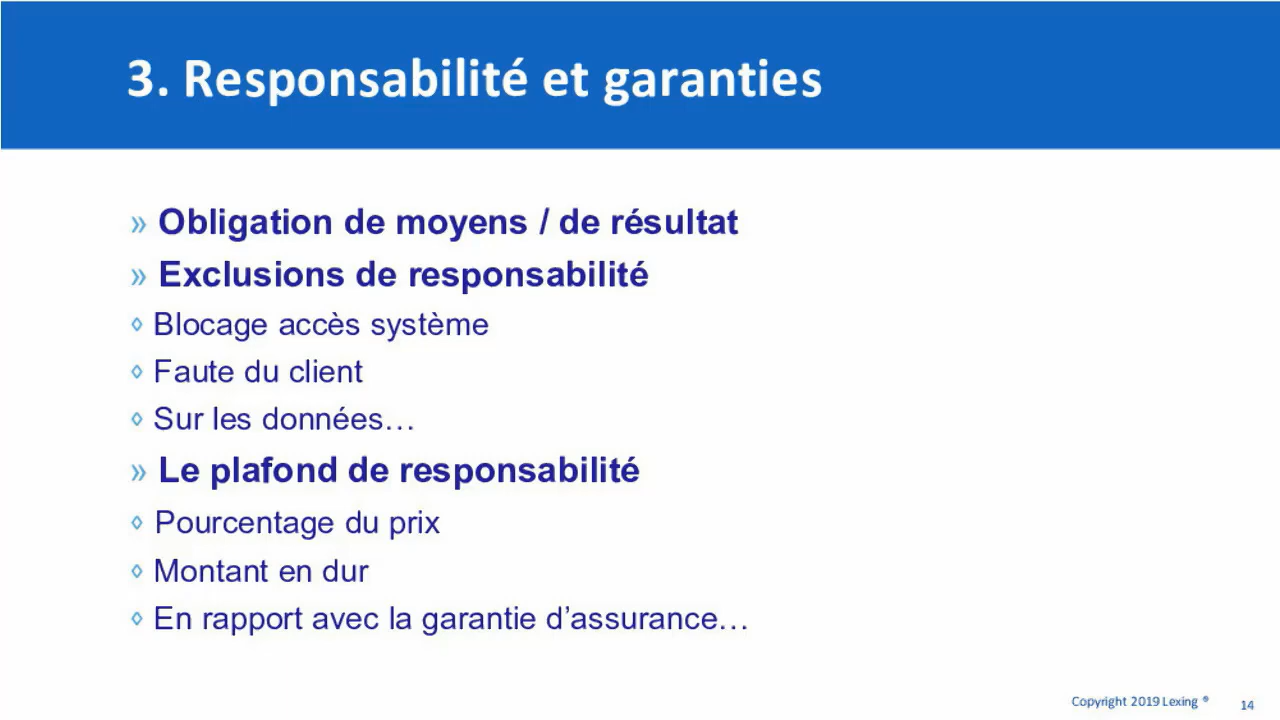 3. Responsabilité et garanties
» Obligation de moyens / de résultat
» Exclusions de responsabilité
◊ Blocage accès système
◊ Faute du client
◊ Sur les données…
» Le plafond de responsabilité
◊ Pourcentage du prix
◊ Montant en dur
◊ En rapport avec la garantie d’assurance…
Copyright 2019 Lexing ® 14